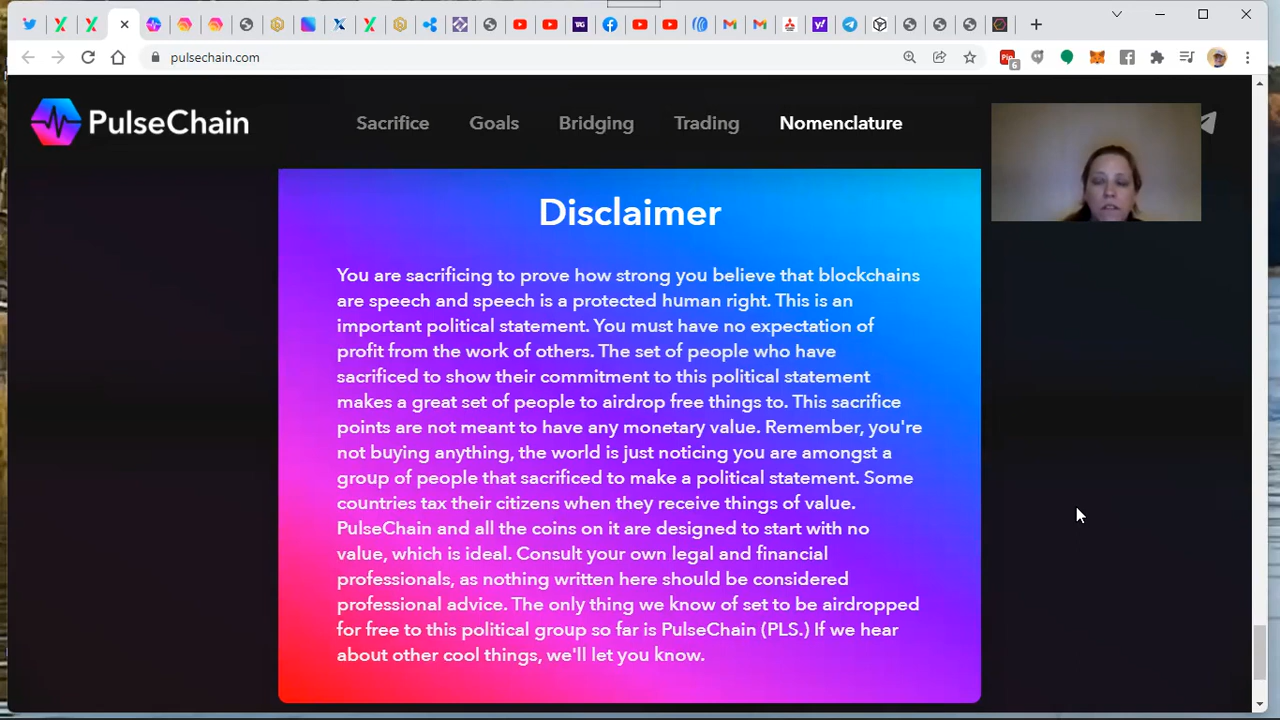 pulsechain.com
6
PulseChain
Sacrifice
Goals
Bridging
Trading
Nomenclature
Disclaimer
You are sacrificing to prove how strong you believe that blockchains
are speech and speech is a protected human right. This is an
important political statement. You must have no expectation of
profit from the work of others. The set of people who have
sacrificed to show their commitment to this political statement
makes a great set of people to airdrop free things to. This sacrifice
points are not meant to have any monetary value. Remember, you're
not buying anything, the world is just noticing you are amongst a
group of people that sacrificed to make a political statement. Some
countries tax their citizens when they receive things of value.
PulseChain and all the coins on it are designed to start with no
value, which is ideal. Consult your own legal and financial
professionals, as nothing written here should be considered
professional advice. The only thing we know of set to be airdropped
for free to this political group so far is PulseChain (PLS.) If we hear
about other cool things, we'll let you know.